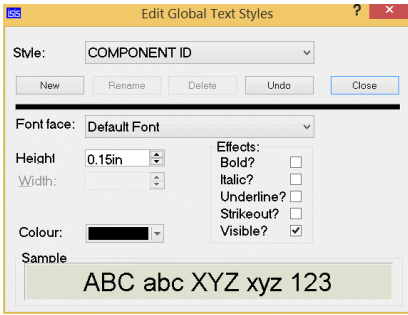 isis Edit Global Text Styles ? ×
Style: COMPONENT ID
New Rename Delete Undo Close
Font face: Default Font
Effects:
Height 0.15in Bold?
Width: Italic?
Underline?
Strikeout?
Colour: Visible?
Sample
ABC abc XYZ xyz 123